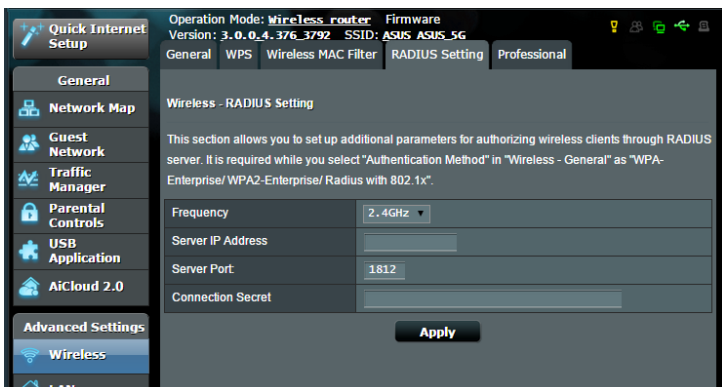 Operation Mode: Wireless router Firmware
Version: 3.0.0.4.376_3792 SSID: ASUS ASUS_5G
Quick Internet
Setup
General
Network Map
Guest
Network
Traffic
Manager
Parental
Controls
USB
Application
AiCloud 2.0
Advanced Settings
Wireless
General WPS Wireless MAC Filter RADIUS Setting Professional
Wireless - RADIUS Setting
This section allows you to set up additional parameters for authorizing wireless clients through RADIUS
server. It is required while you select "Authentication Method" in "Wireless - General" as "WPA-
Enterprise/ WPA2-Enterprise/ Radius with 802.1x".
Frequency 2.4GHz
Server IP Address
Server Port: 1812
Connection Secret
Apply